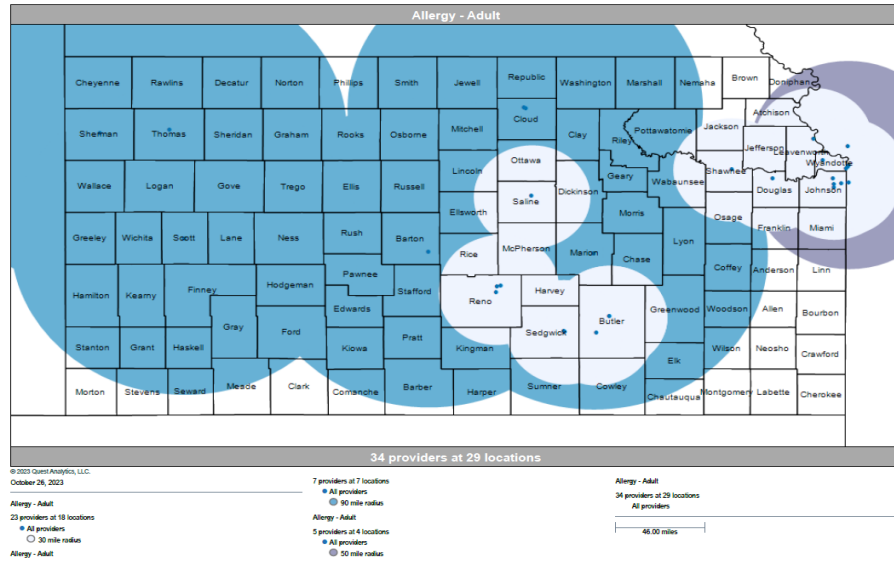 Allergy - Adult
Cheyenne Rawlins Decatur Norton Phillips Smith Jewell Republic Washington Marshall Nemaha Brown Doniphan
Sherman Thomas Sheridan Graham Rooks Osborne Mitchell Cloud Clay Riley Pottawatomie Jackson Atchison
Jefferson Leavenworth Wyandotte
Wallace Logan Gove Trego Ellis Russell Lincoln Ottawa Saline Dickinson Geary Wabaunsee Shawnee Douglas Johnson
Greeley Wichita Scott Lane Ness Rush Barton Ellsworth Rice McPherson Marion Morris Chase Lyon Osage Franklin Miami
Hamilton Kearny Finney Hodgeman Pawnee Stafford Reno Harvey Butler Greenwood Coffey Anderson Linn
Gray Ford Edwards Pratt Sedgwick Woodson Allen Bourbon
Stanton Grant Haskell Kiowa Kingman Elk Wilson Neosho Crawford
Morton Stevens Seward Meade Clark Comanche Barber Harper Sumner Cowley Chautauqua Montgomery Labette Cherokee
34 providers at 29 locations
© 2023 Quest Analytics, LLC.
October 26, 2023
Allergy - Adult
23 providers at 18 locations
All providers
30 mile radius
Allergy - Adult
7 providers at 7 locations
All providers
90 mile radius
Allergy - Adult
5 providers at 4 locations
All providers
50 mile radius
Allergy - Adult
34 providers at 29 locations
All providers
46.00 miles